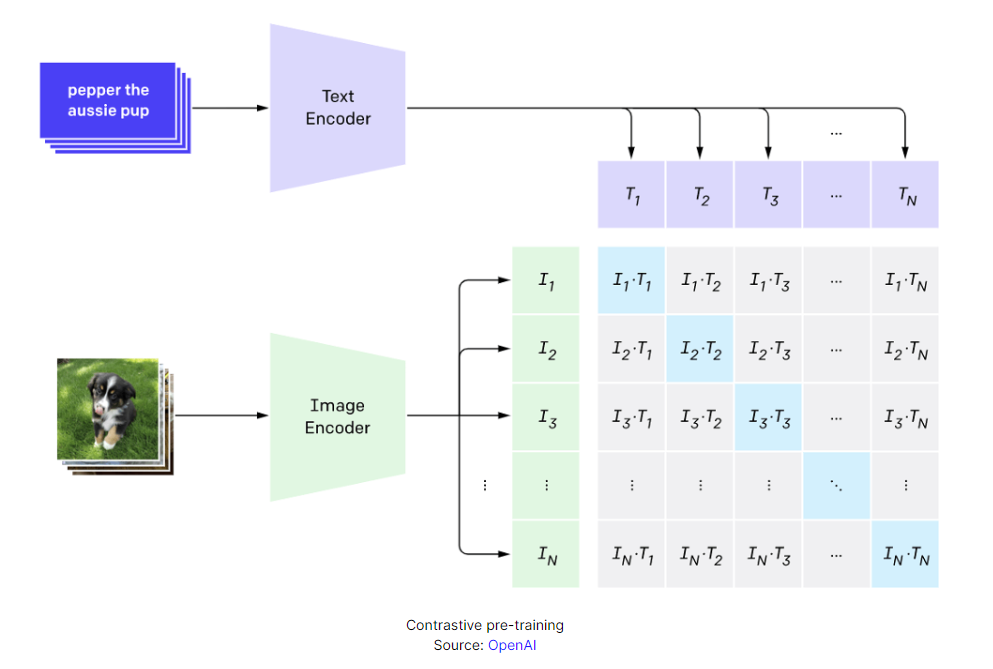 pepper the
aussie pup
Text
Encoder
...
T1 T2 T3 ... TN
I1 I1·T1 I1·T2 I1·T3 ... I1·TN
I2 I2·T1 I2·T2 I2·T3 ... I2·TN
Image
Encoder
I3 I3·T1 I3·T2 I3·T3 ... I3·TN
⋮ ⋮ ⋮ ⋮ ⋮ ⋱ ⋮
IN IN·T1 IN·T2 IN·T3 ... IN·TN
Contrastive pre-training
Source: OpenAI